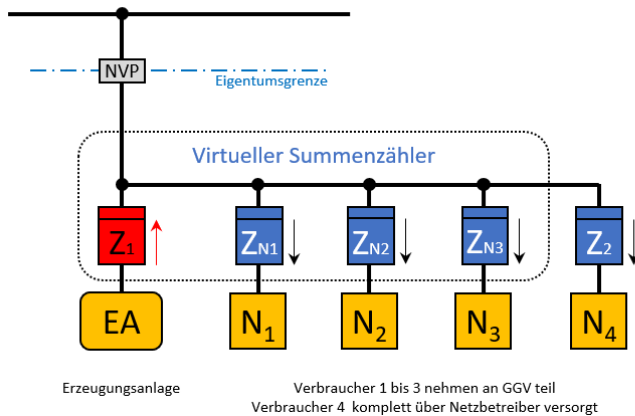 NVP
Eigentumsgrenze
Virtueller Summenzähler
Z1 ZN1 ZN2 ZN3 Z2
EA N1 N2 N3 N4
Erzeugungsanlage Verbraucher 1 bis 3 nehmen an GGV teil
Verbraucher 4 komplett über Netzbetreiber versorgt